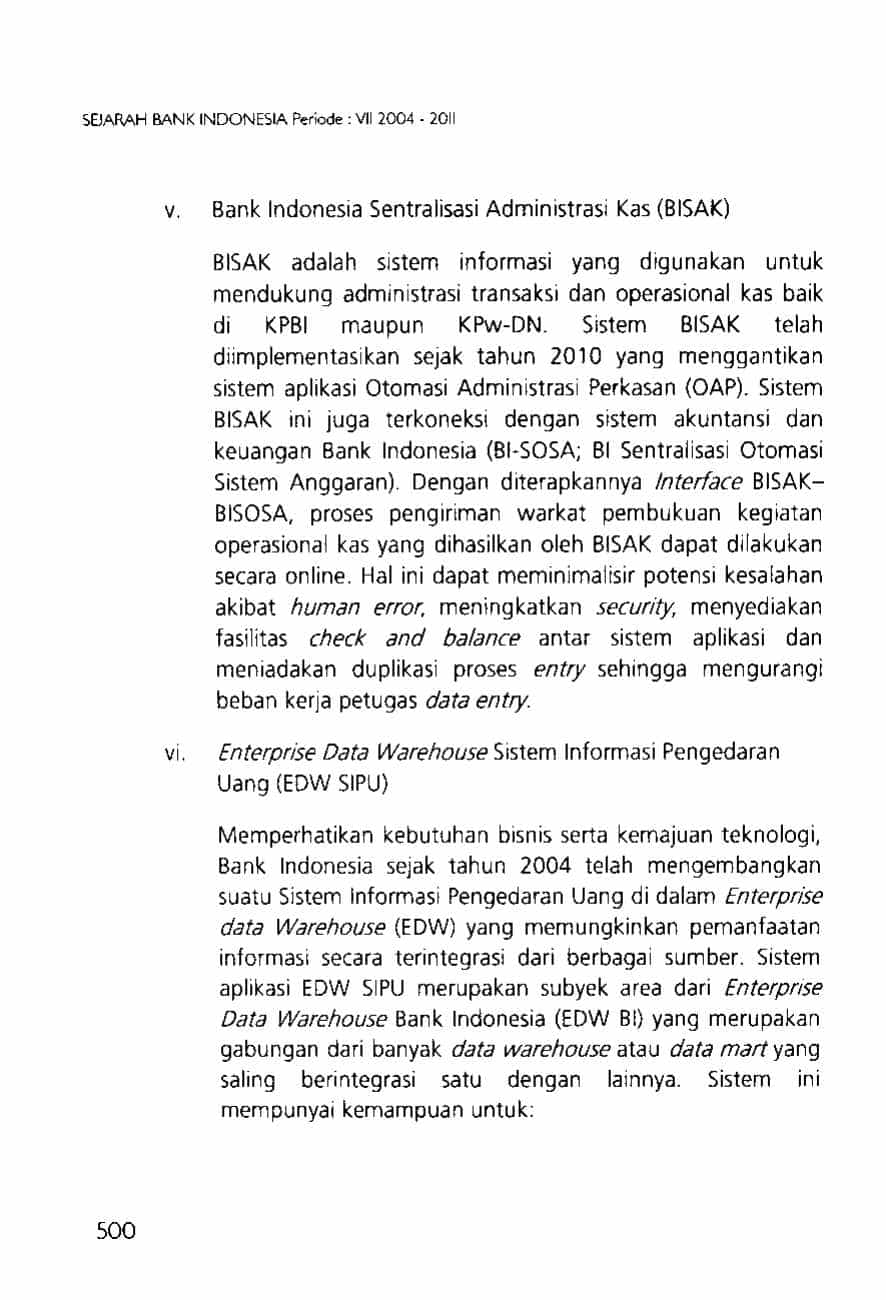 SEJARAH BANK INDONESIA Periode : VII 2004 - 2011
v. Bank Indonesia Sentralisasi Administrasi Kas (BISAK)
BISAK adalah sistem informasi yang digunakan untuk
mendukung administrasi transaksi dan operasional kas baik
di KPBI maupun KPw-DN. Sistem BISAK telah
diimplementasikan sejak tahun 2010 yang menggantikan
sistem aplikasi Otomasi Administrasi Perkasan (OAP). Sistem
BISAK ini juga terkoneksi dengan sistem akuntansi dan
keuangan Bank Indonesia (BI-SOSA; BI Sentralisasi Otomasi
Sistem Anggaran). Dengan diterapkannya Interface BISAK–
BISOSA, proses pengiriman warkat pembukuan kegiatan
operasional kas yang dihasilkan oleh BISAK dapat dilakukan
secara online. Hal ini dapat meminimalisir potensi kesalahan
akibat human error, meningkatkan security, menyediakan
fasilitas check and balance antar sistem aplikasi dan
meniadakan duplikasi proses entry sehingga mengurangi
beban kerja petugas data entry.
vi. Enterprise Data Warehouse Sistem Informasi Pengedaran
Uang (EDW SIPU)
Memperhatikan kebutuhan bisnis serta kemajuan teknologi,
Bank Indonesia sejak tahun 2004 telah mengembangkan
suatu Sistem Informasi Pengedaran Uang di dalam Enterprise
data Warehouse (EDW) yang memungkinkan pemanfaatan
informasi secara terintegrasi dari berbagai sumber. Sistem
aplikasi EDW SIPU merupakan subyek area dari Enterprise
Data Warehouse Bank Indonesia (EDW BI) yang merupakan
gabungan dari banyak data warehouse atau data mart yang
saling berintegrasi satu dengan lainnya. Sistem ini
mempunyai kemampuan untuk:
500